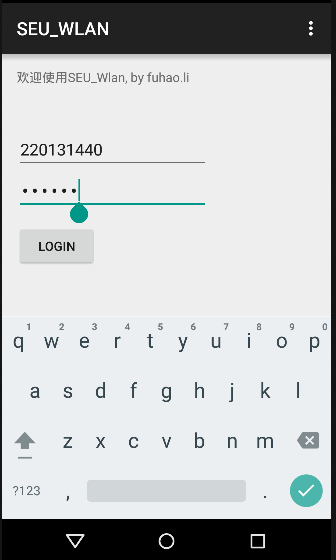 SEU_WLAN
欢迎使用SEU_Wlan, by fuhao.li
220131440
••••••
LOGIN
1 2 3 4 5 6 7 8 9 0
q w e r t y u i o p
a s d f g h j k l
z x c v b n m
?123 , .